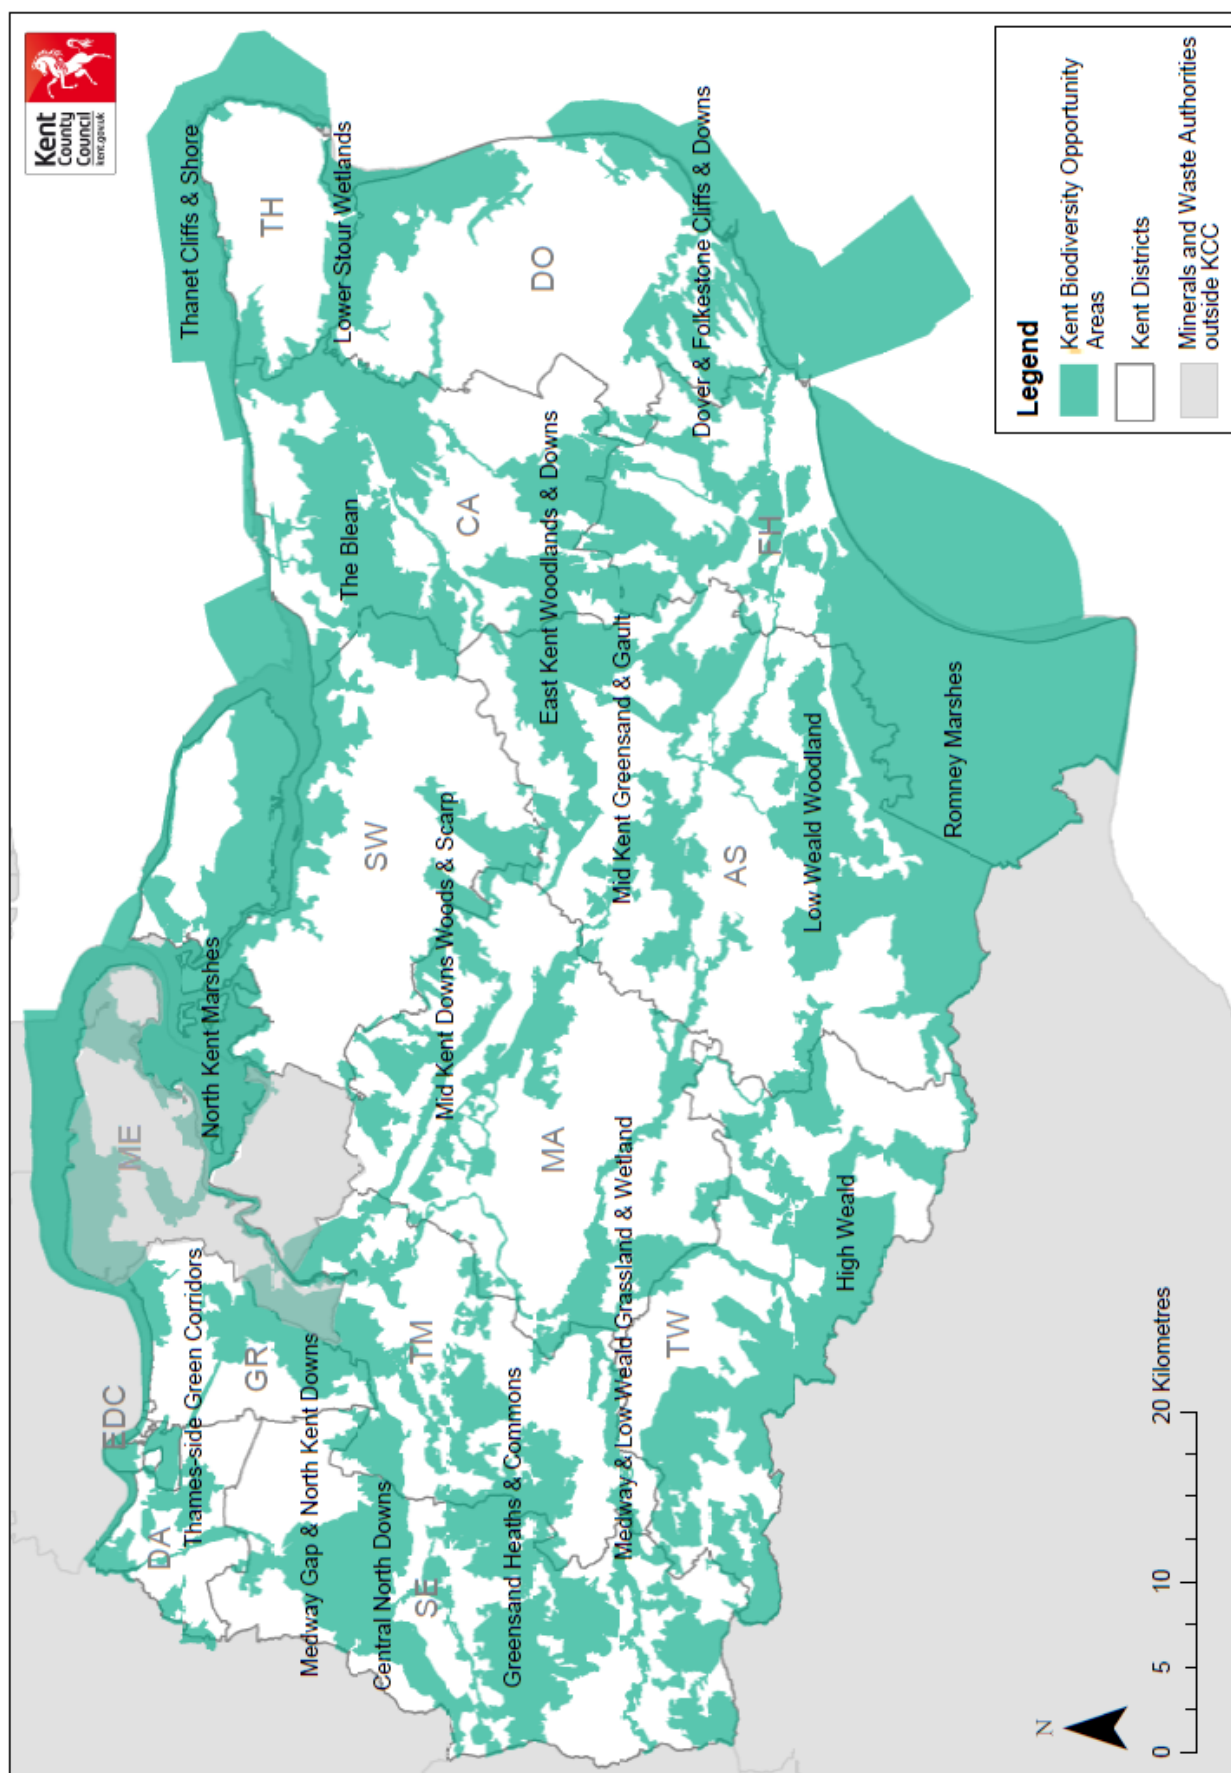 Kent
County
Council
kent.gov.uk
Thanet Cliffs & Shore
TH
Lower Stour Wetlands
DO
Dover & Folkestone Cliffs & Downs
The Blean
CA
East Kent Woodlands & Downs
FH
North Kent Marshes
ME
SW
Mid Kent Downs Woods & Scarp
Mid Kent Greensand & Gault
AS
Low Weald Woodland
Romney Marshes
EDC
DA
Thames-side Green Corridors
GR
Medway Gap & North Kent Downs
Central North Downs
TM
SE
Greensand Heaths & Commons
MA
Medway & Low Weald Grassland & Wetland
TW
High Weald
Legend
Kent Biodiversity Opportunity
Areas
Kent Districts
Minerals and Waste Authorities
outside KCC
N
0 5 10 20 Kilometres